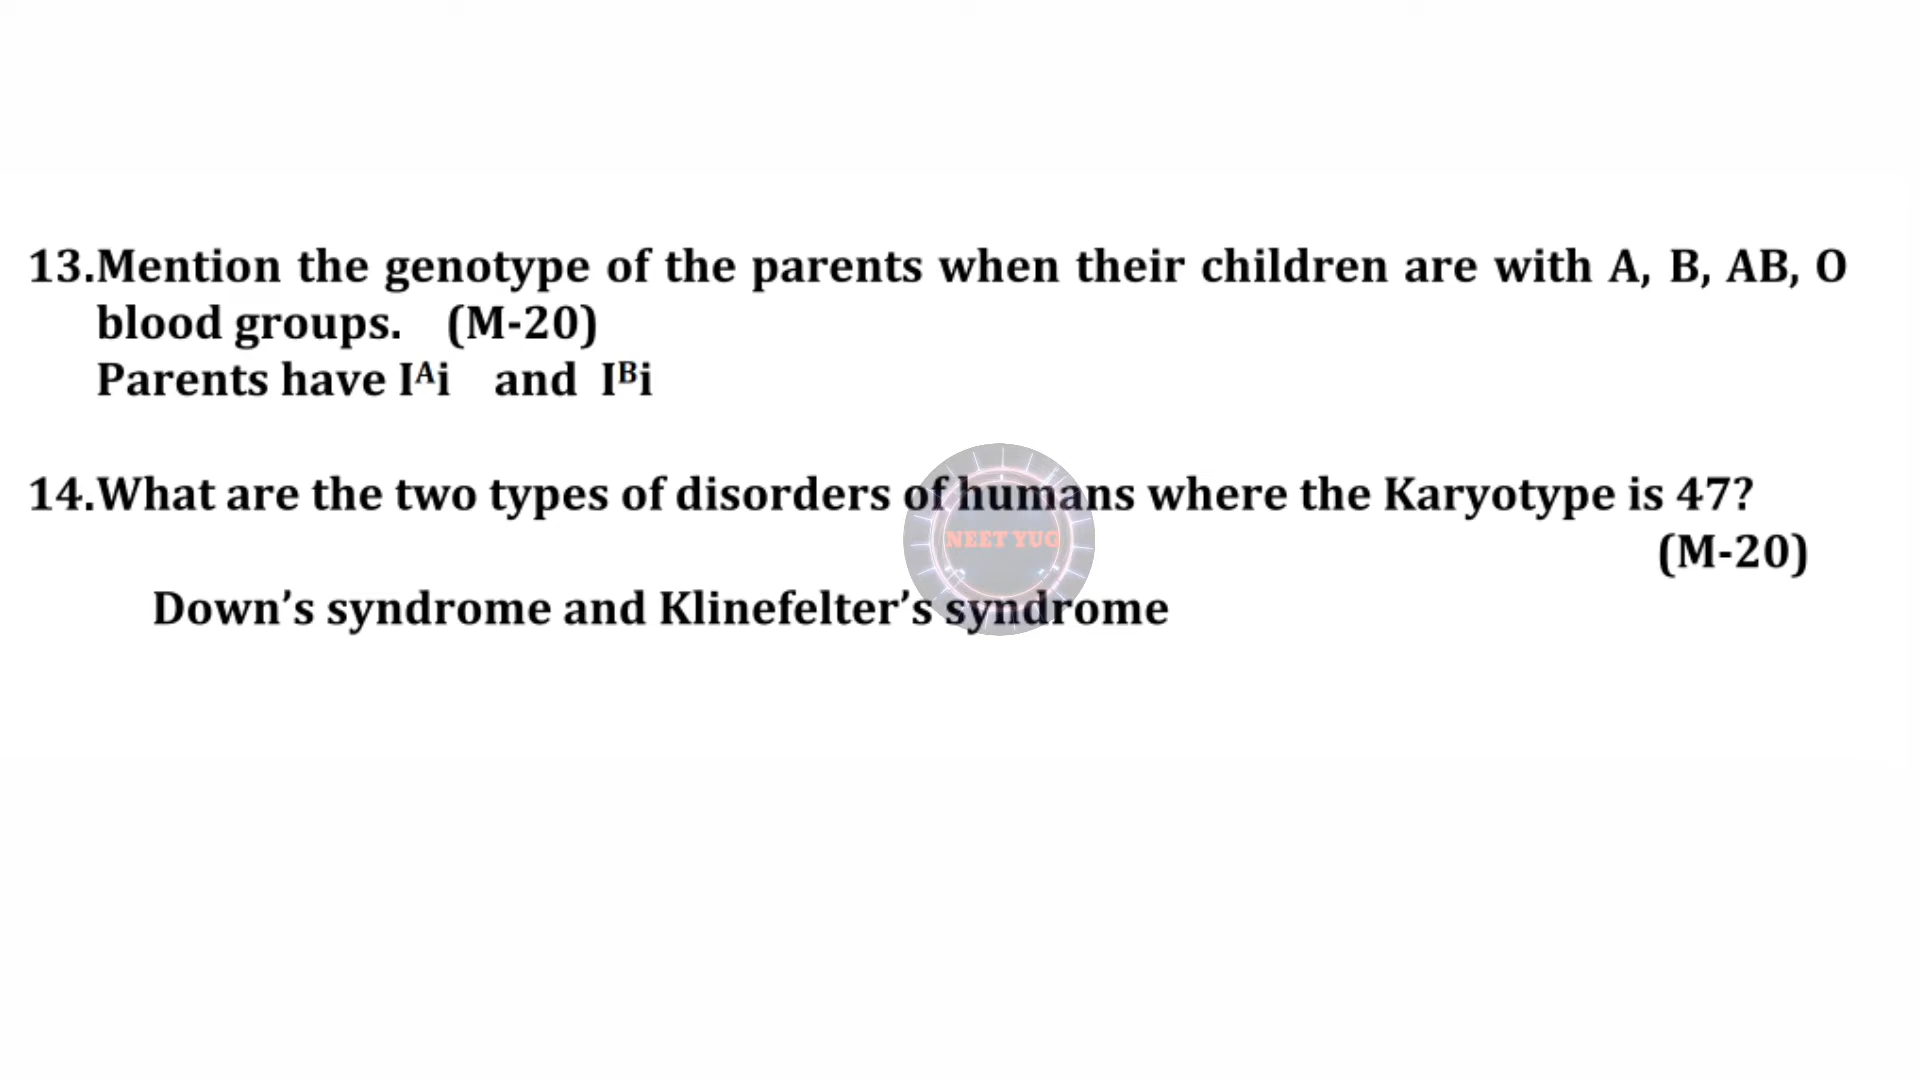 13.Mention the genotype of the parents when their children are with A, B, AB, O
blood groups. (M-20)
Parents have Iᴬi and Iᴮi
14.What are the two types of disorders of humans where the Karyotype is 47?
(M-20)
NEET YUG
Down’s syndrome and Klinefelter’s syndrome